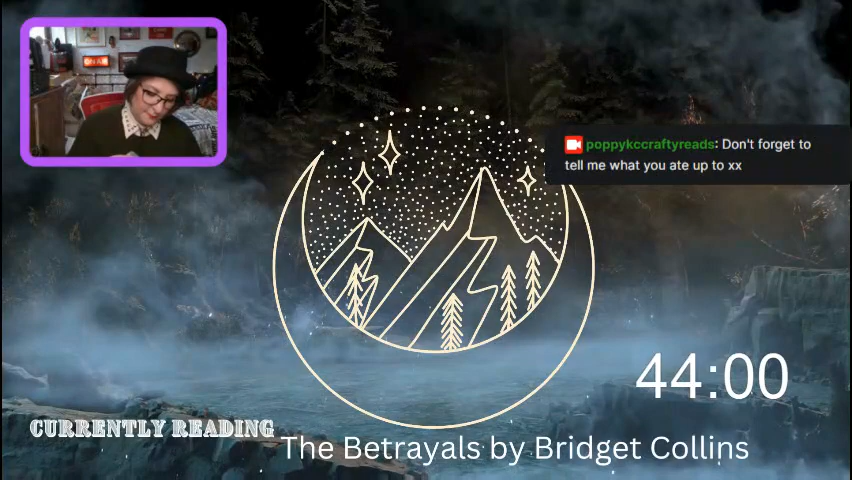 poppykccraftyreads: Don't forget to
tell me what you ate up to xx
44:00
CURRENTLY READING
The Betrayals by Bridget Collins